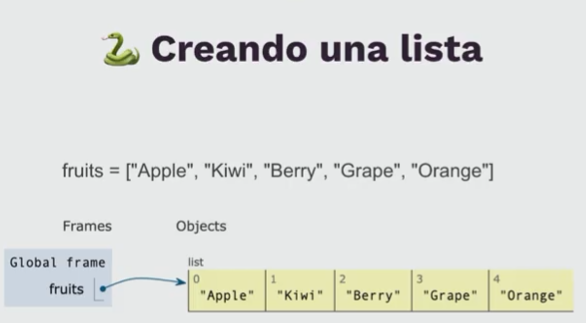 🐍 Creando una lista
fruits = ["Apple", "Kiwi", "Berry", "Grape", "Orange"]
Frames Objects
Global frame
fruits
list
0 1 2 3 4
"Apple" "Kiwi" "Berry" "Grape" "Orange"